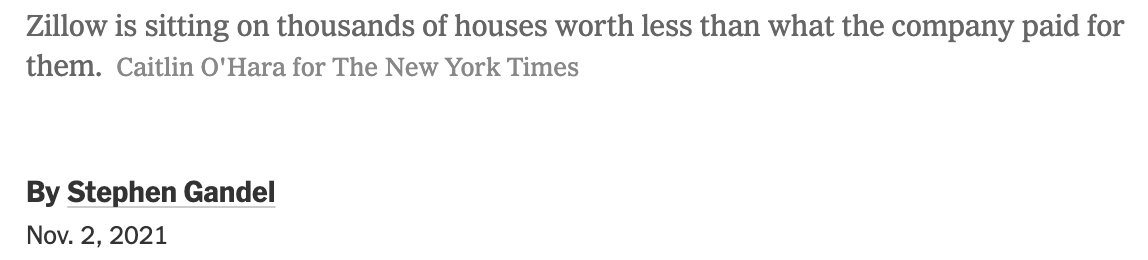 Zillow is sitting on thousands of houses worth less than what the company paid for
them. Caitlin O'Hara for The New York Times
By Stephen Gandel
Nov. 2, 2021